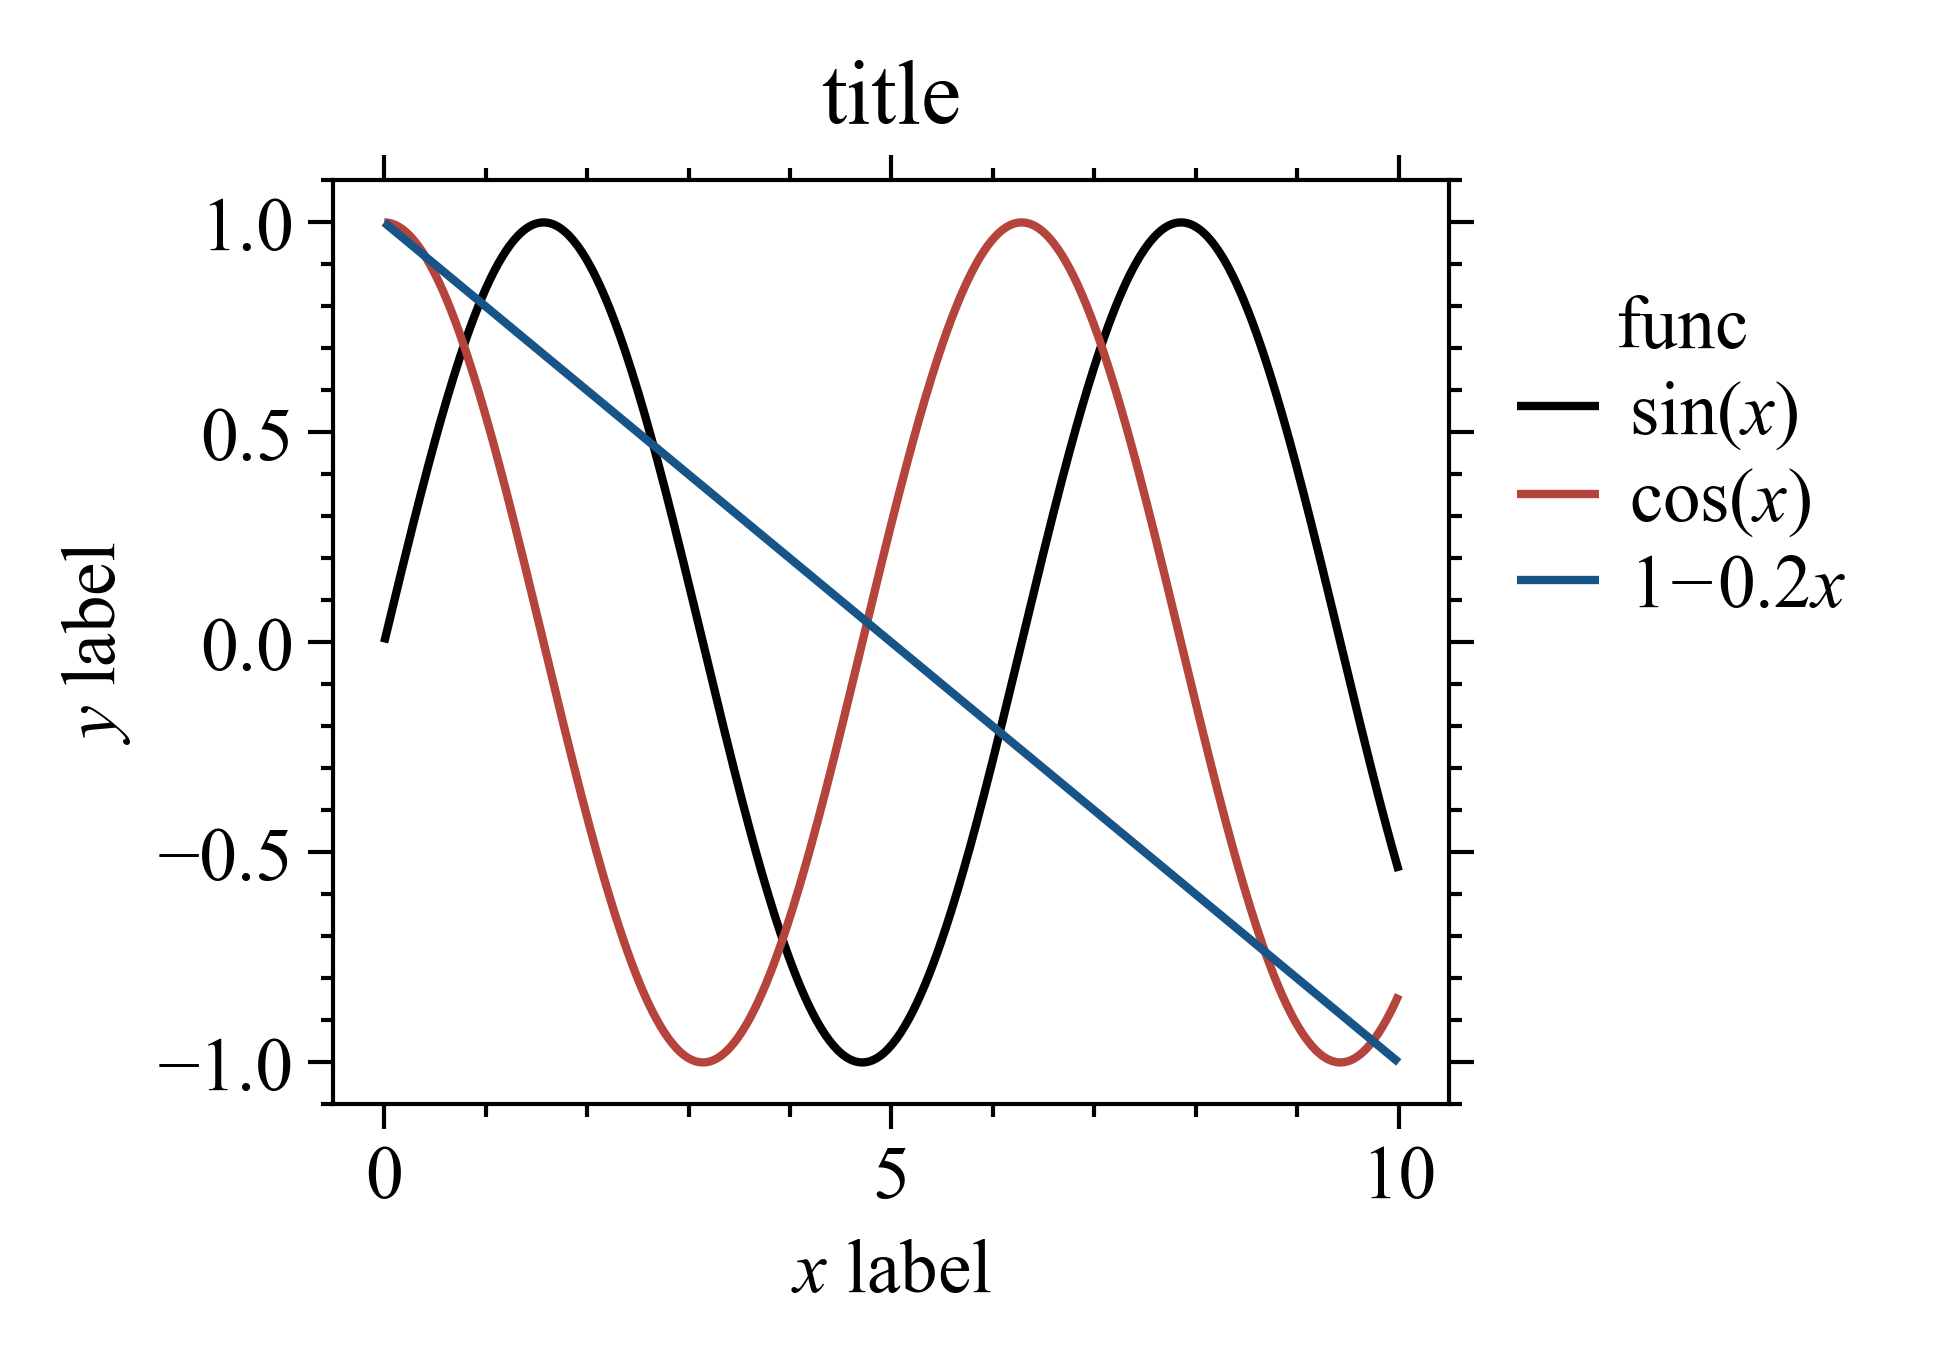 title
1.0
0.5
0.0
−0.5
−1.0
y label
0
5
10
x label
func
sin(x)
cos(x)
1−0.2x